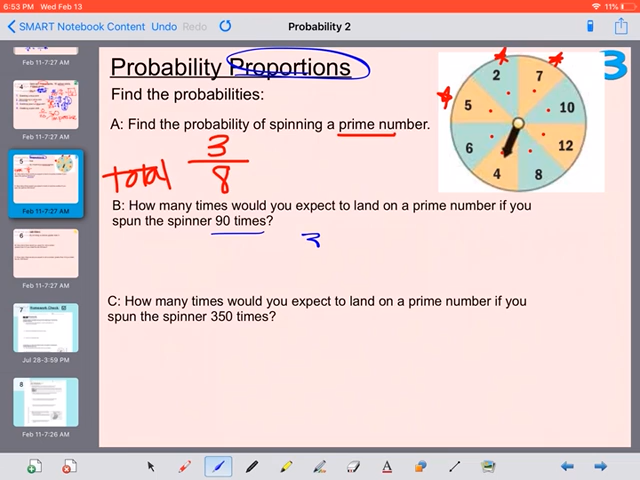 6:53 PM Wed Feb 13
11%
SMART Notebook Content Undo Redo
Probability 2
Probability Proportions
Find the probabilities:
A: Find the probability of spinning a prime number.
3
total 8
B: How many times would you expect to land on a prime number if you
spun the spinner 90 times?
3
C: How many times would you expect to land on a prime number if you
spun the spinner 350 times?
2 7
5 10
6 12
4 8
3
4
Feb 11-7:27 AM
5
Feb 11-7:27 AM
6
Feb 11-7:27 AM
7
Jul 28-3:59 PM
8
Feb 11-7:26 AM
A